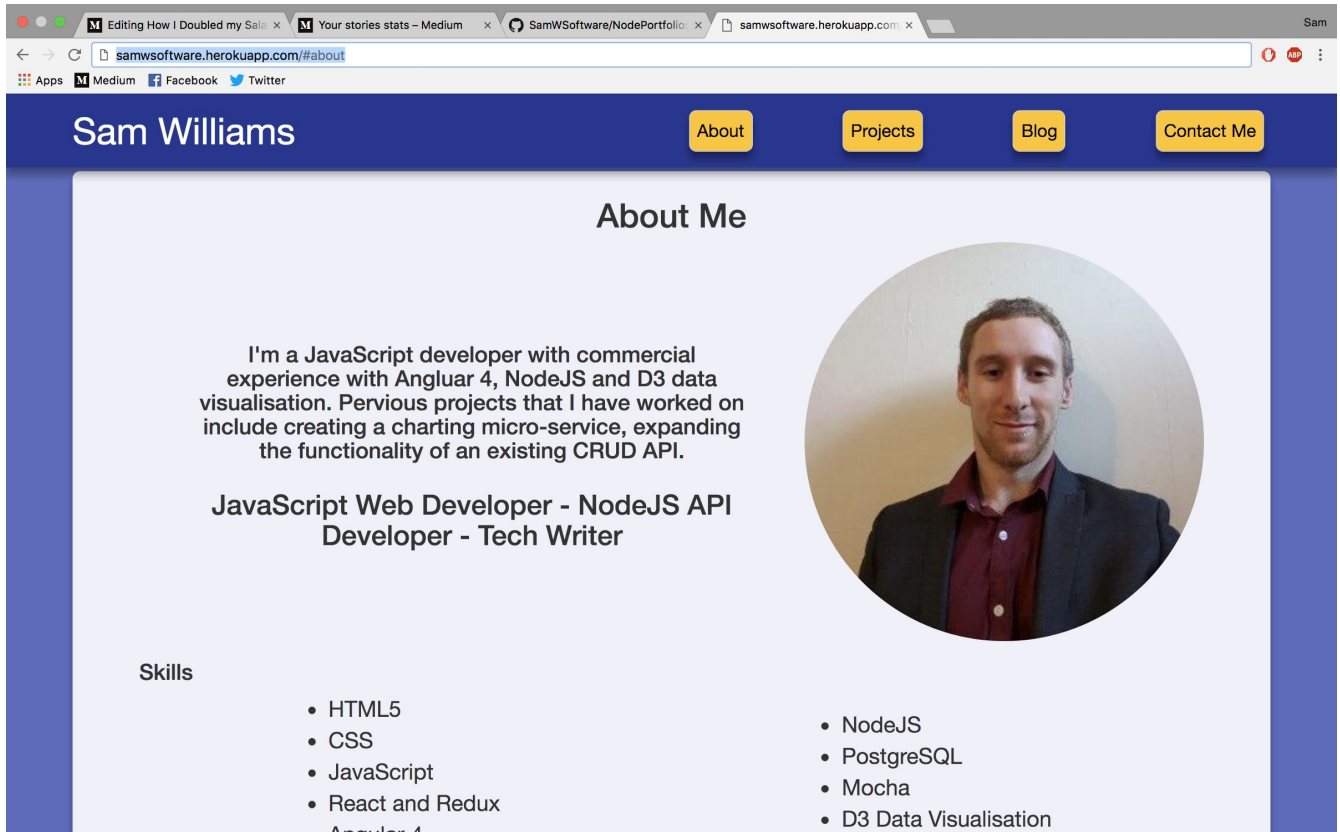 Editing How I Doubled my Sala
Your stories stats – Medium
SamWSoftware/NodePortfolio:
samwsoftware.herokuapp.com
Sam
samwsoftware.herokuapp.com/#about
ABP
Apps
Medium
Facebook
Twitter
Sam Williams
About
Projects
Blog
Contact Me
About Me
I'm a JavaScript developer with commercial
experience with Angluar 4, NodeJS and D3 data
visualisation. Pervious projects that I have worked on
include creating a charting micro-service, expanding
the functionality of an existing CRUD API.
JavaScript Web Developer - NodeJS API
Developer - Tech Writer
Skills
HTML5
CSS
JavaScript
React and Redux
Angular 4
NodeJS
PostgreSQL
Mocha
D3 Data Visualisation